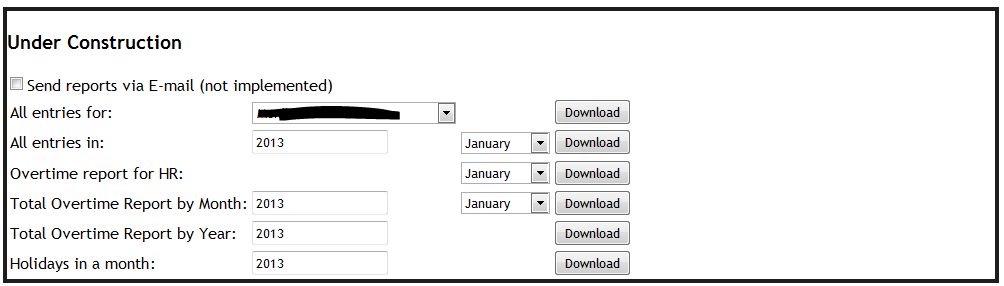 Under Construction
Send reports via E-mail (not implemented)
All entries for: Download
All entries in: 2013 January Download
Overtime report for HR: January Download
Total Overtime Report by Month: 2013 January Download
Total Overtime Report by Year: 2013 Download
Holidays in a month: 2013 Download